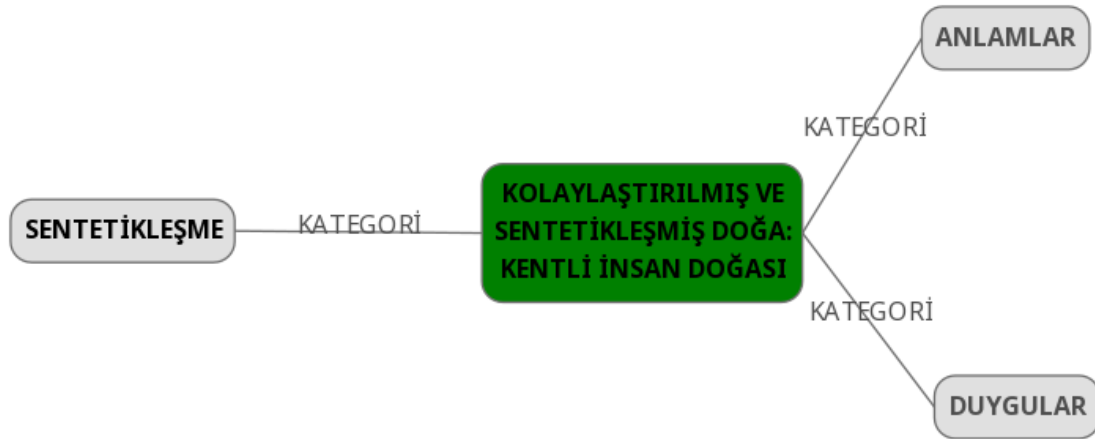 ANLAMLAR
KATEGORİ
KOLAYLAŞTIRILMIŞ VE
SENTETİKLEŞMİŞ DOĞA:
KENTLİ İNSAN DOĞASI
SENTETİKLEŞME
KATEGORİ
KATEGORİ
DUYGULAR